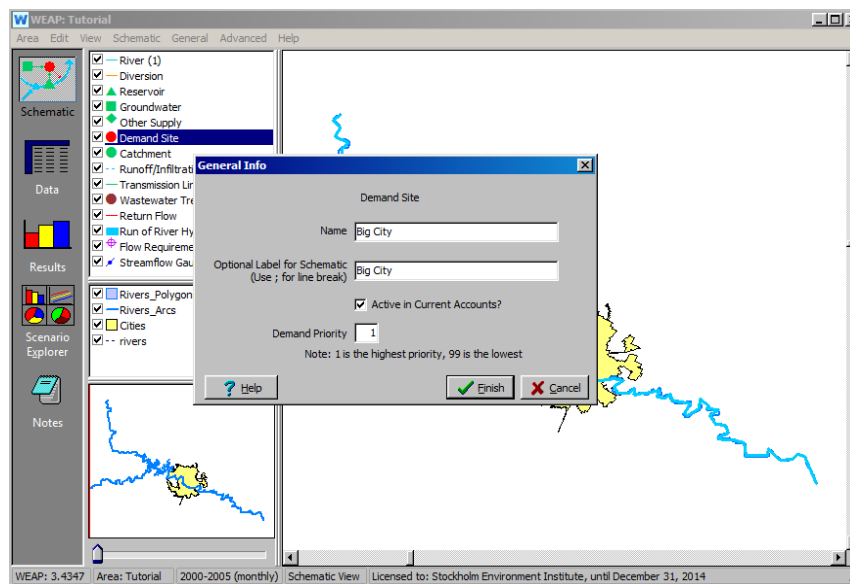 WEAP: Tutorial
Area Edit View Schematic General Advanced Help
Schematic
Data
Results
Scenario
Explorer
Notes
River (1)
Diversion
Reservoir
Groundwater
Other Supply
Demand Site
Catchment
Runoff/Infiltrati
Transmission Lin
Wastewater Tre
Return Flow
Run of River Hy
Flow Requireme
Streamflow Gau
Rivers_Polygon
Rivers_Arcs
Cities
rivers
General Info
Demand Site
Name Big City
Optional Label for Schematic
(Use ; for line break) Big City
Active in Current Accounts?
Demand Priority 1
Note: 1 is the highest priority, 99 is the lowest
? Help Finish Cancel
WEAP: 3.4347 Area: Tutorial 2000-2005 (monthly) Schematic View Licensed to: Stockholm Environment Institute, until December 31, 2014